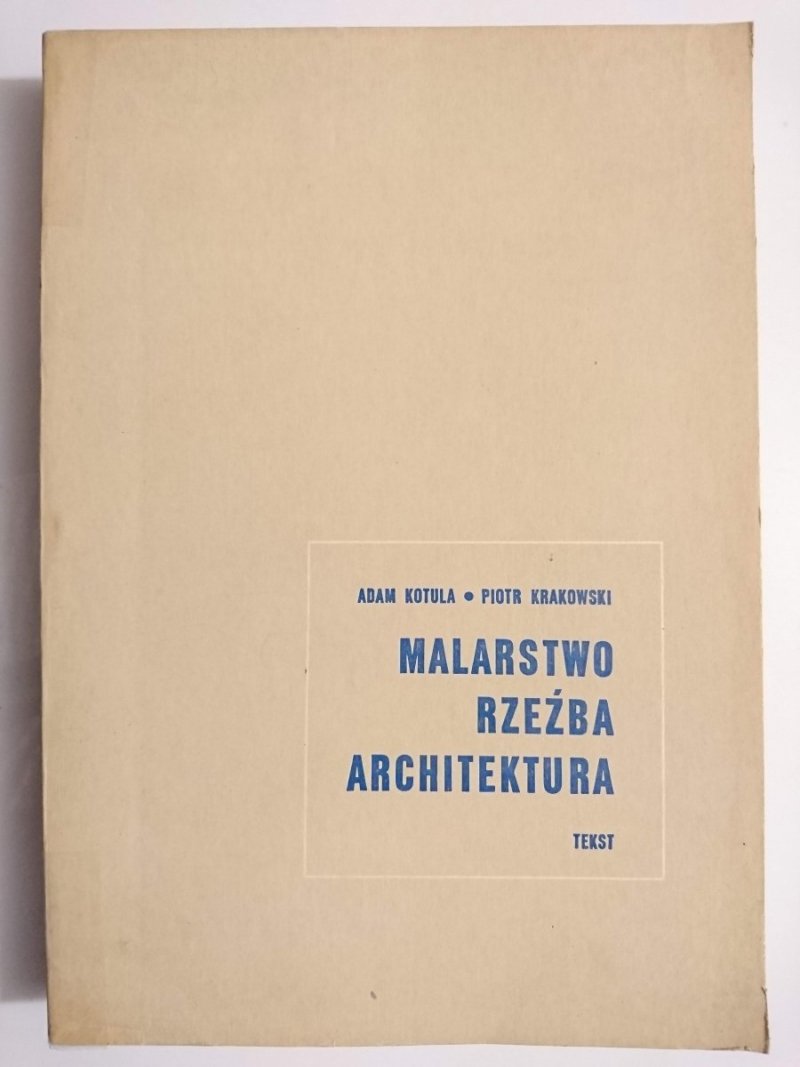 ADAM KOTULA • PIOTR KRAKOWSKI
MALARSTWO
RZEŹBA
ARCHITEKTURA
TEKST